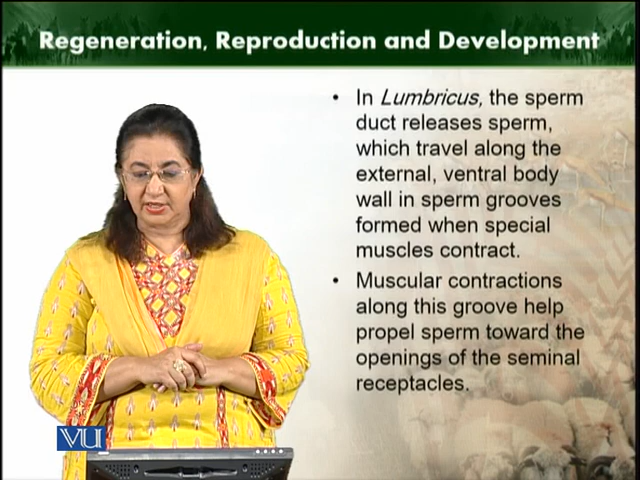 Regeneration, Reproduction and Development
• In Lumbricus, the sperm
duct releases sperm,
which travel along the
external, ventral body
wall in sperm grooves
formed when special
muscles contract.
• Muscular contractions
along this groove help
propel sperm toward the
openings of the seminal
receptacles.
VU